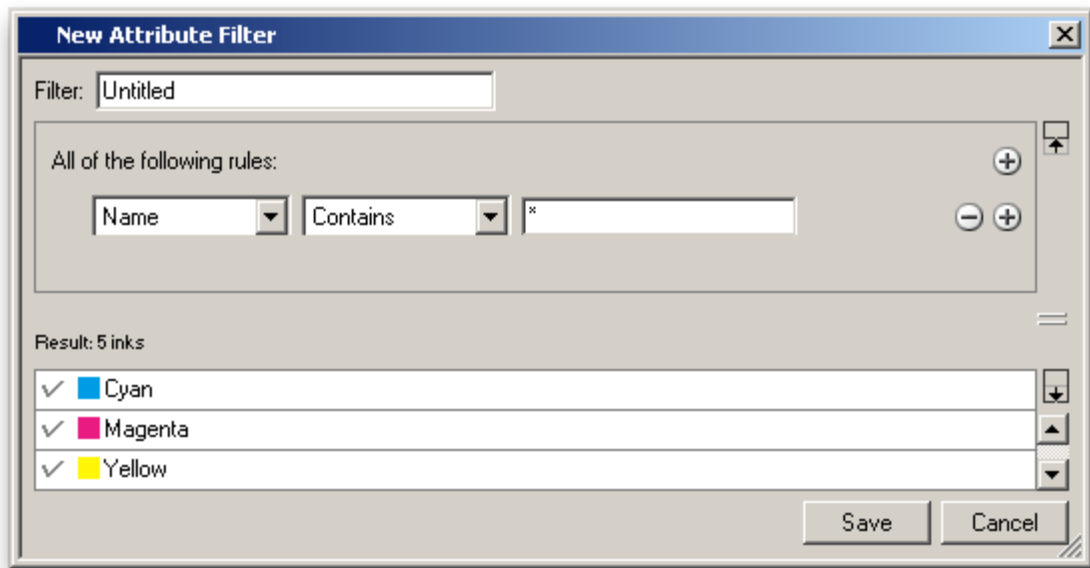 New Attribute Filter
Filter: Untitled
All of the following rules:
Name Contains *
Result: 5 inks
Cyan
Magenta
Yellow
Save Cancel